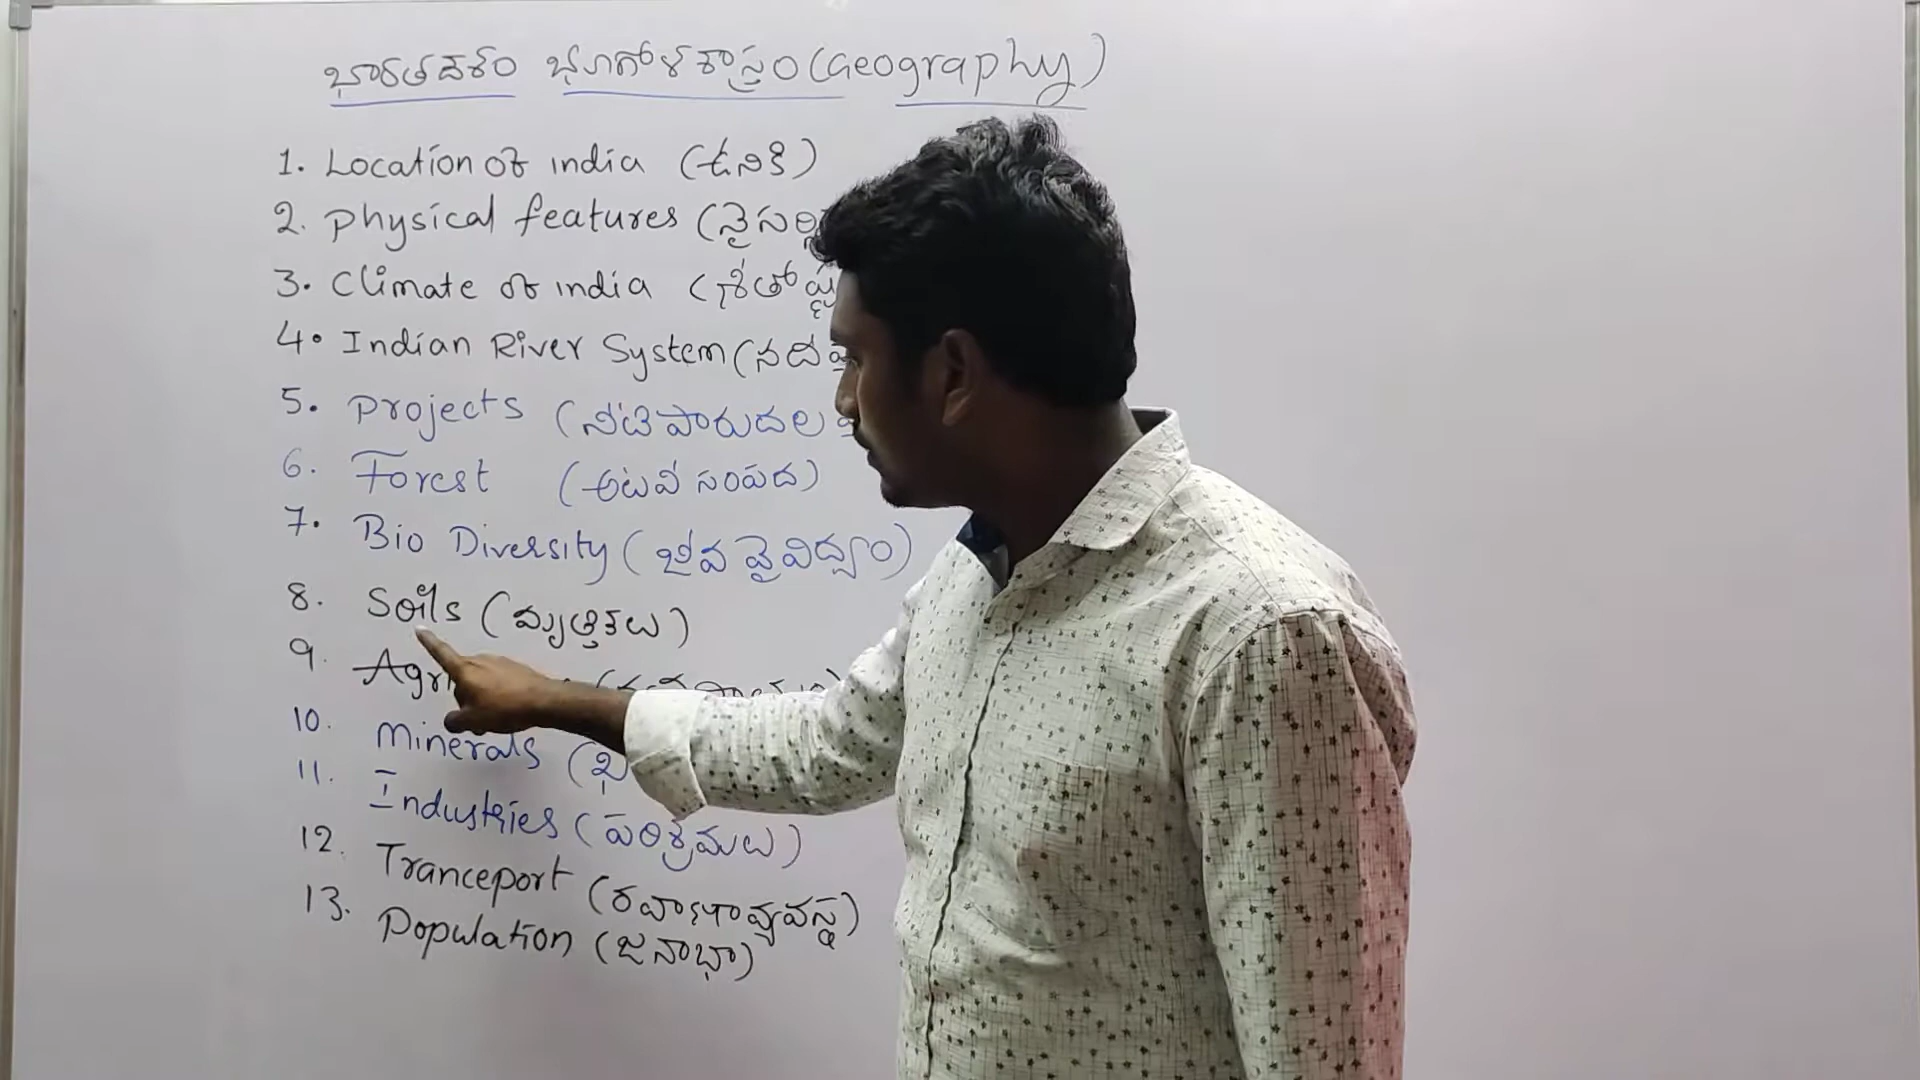 భారతదేశం భూగోళశాస్త్రం (Geography)
1. Location of india (ఉనికి)
2. Physical features (నైసర్గి
3. Climate of india (శీతోష్ణ
4. Indian River System (నదీ
5. Projects (నీటిపారుదల
6. Forest (అటవీ సంపద)
7. Bio Diversity (జీవ వైవిధ్యం)
8. Soils (మృత్తికలు)
9. Agri
10. Minerals (ఖ
11. Industries (పరిశ్రమలు)
12. Tranceport (రవాణావ్యవస్థ)
13. Population (జనాభా)